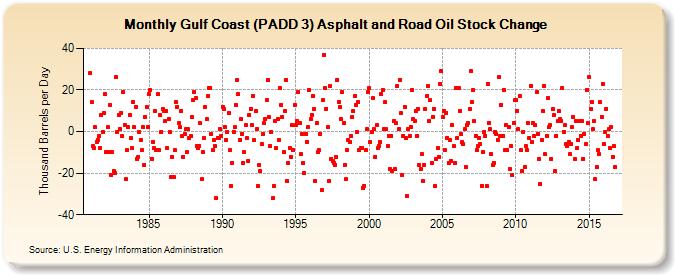 Monthly Gulf Coast (PADD 3) Asphalt and Road Oil Stock Change
Thousand Barrels per Day
40
20
0
-20
-40
1985 1990 1995 2000 2005 2010 2015
Source: U.S. Energy Information Administration